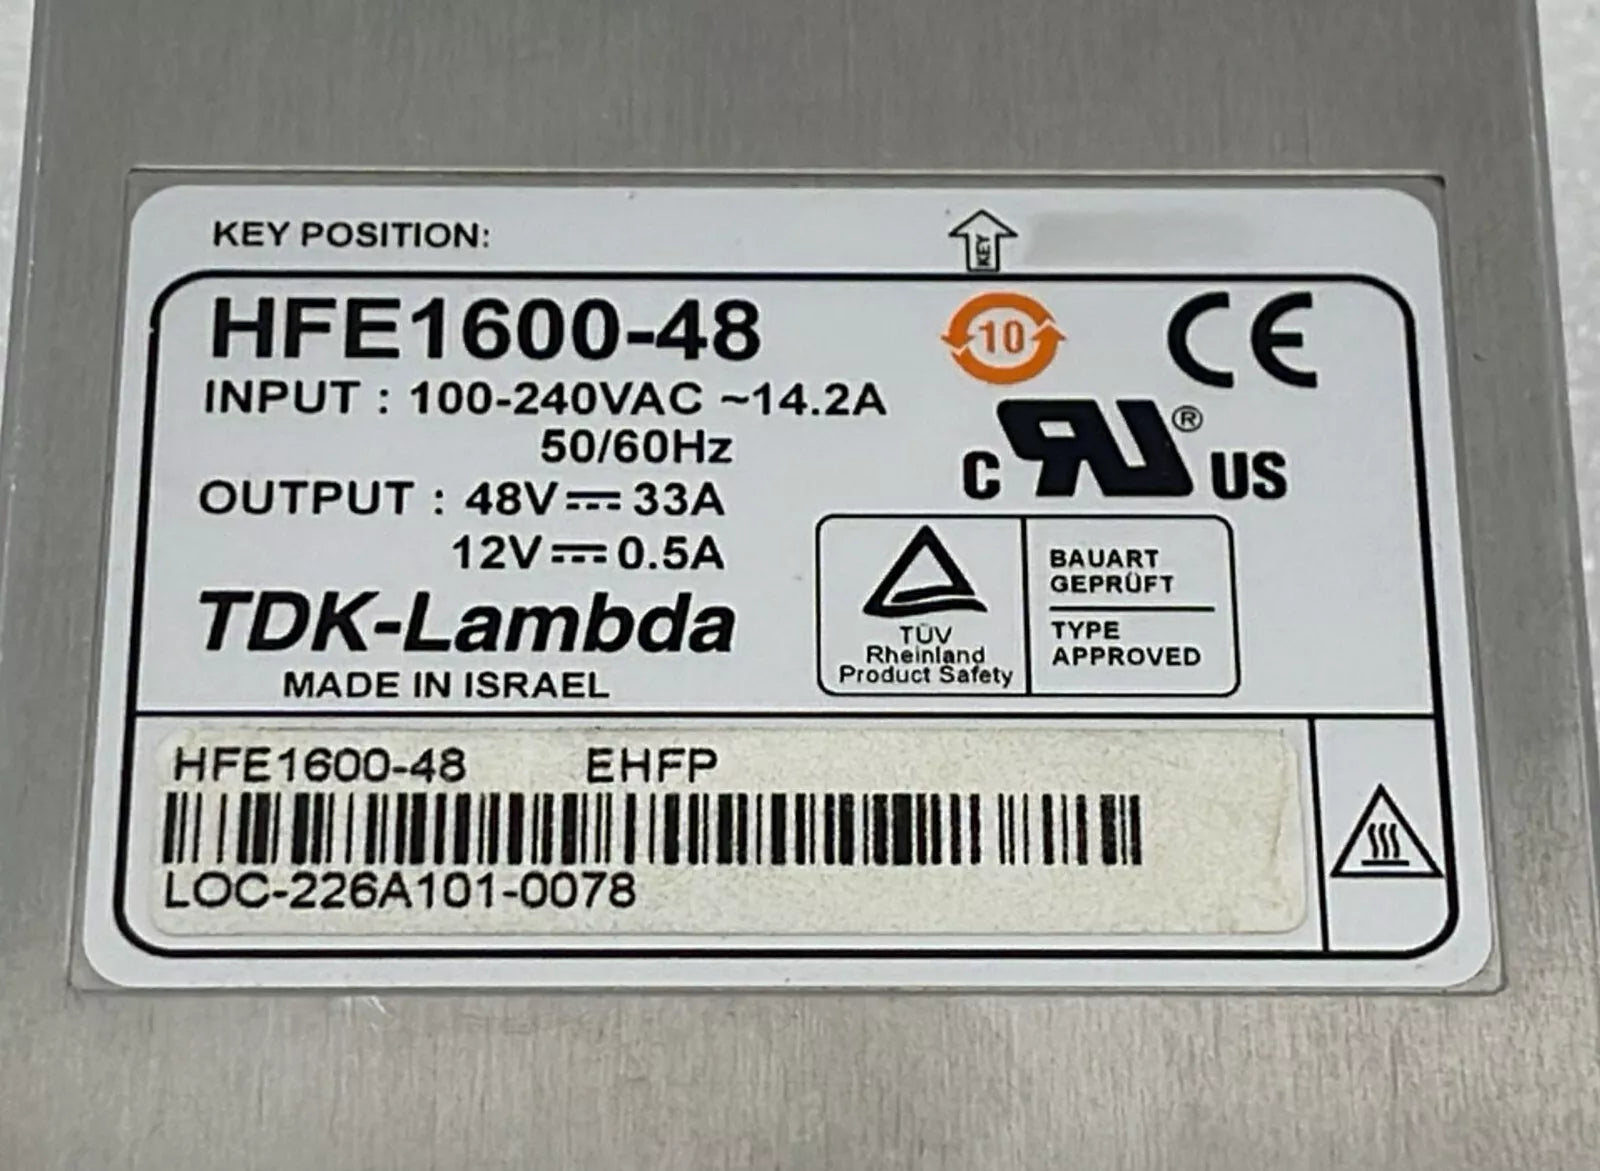 KEY POSITION:
KEY
HFE1600-48
10
CE
INPUT : 100-240VAC ~14.2A
50/60Hz
C RU® US
OUTPUT : 48V⎓33A
12V⎓0.5A
TDK-Lambda
MADE IN ISRAEL
TÜV
Rheinland
Product Safety
BAUART
GEPRÜFT
TYPE
APPROVED
HFE1600-48 EHFP
LOC-226A101-0078